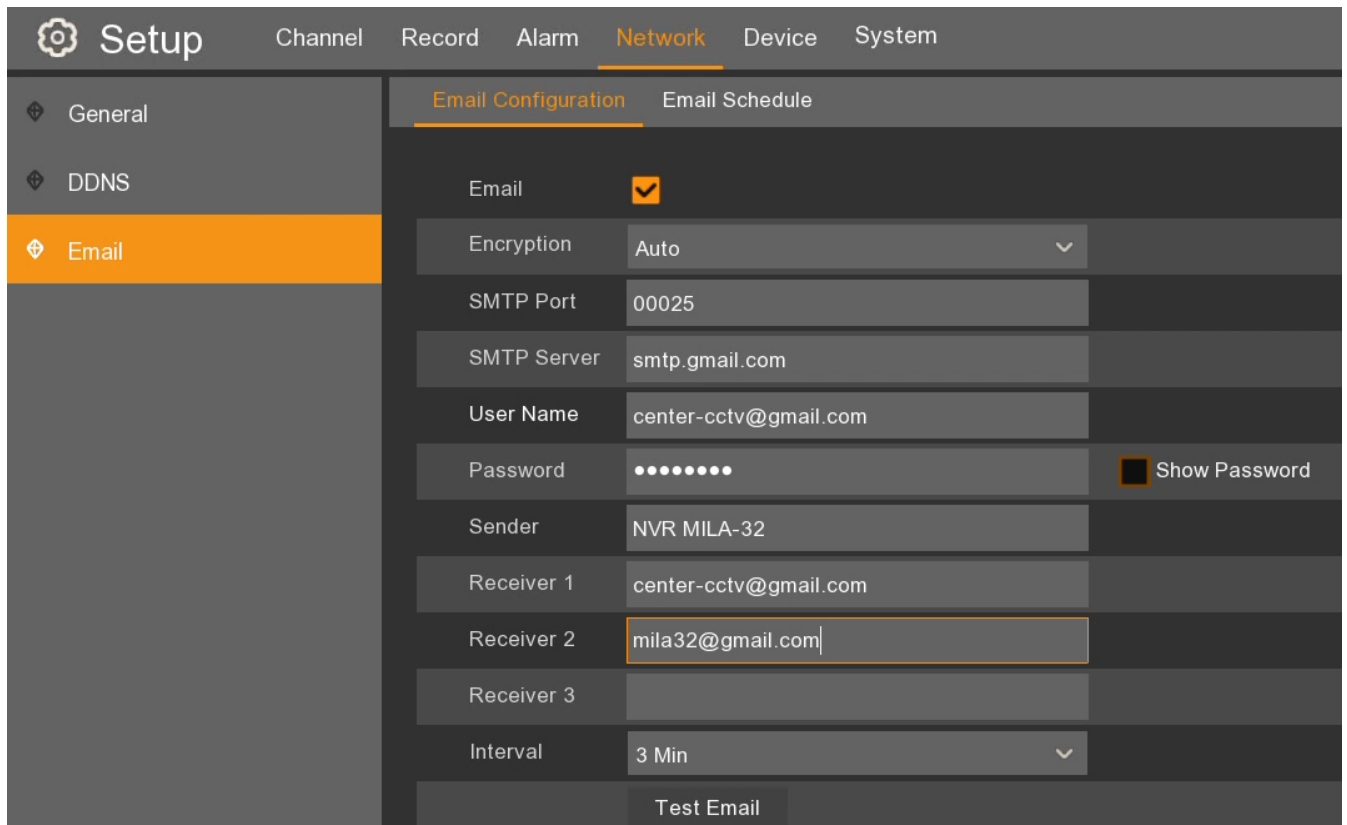 Setup Channel Record Alarm Network Device System
General
DDNS
Email
Email Configuration Email Schedule
Email
Encryption Auto
SMTP Port 00025
SMTP Server smtp.gmail.com
User Name center-cctv@gmail.com
Password •••••••• Show Password
Sender NVR MILA-32
Receiver 1 center-cctv@gmail.com
Receiver 2 mila32@gmail.com
Receiver 3
Interval 3 Min
Test Email